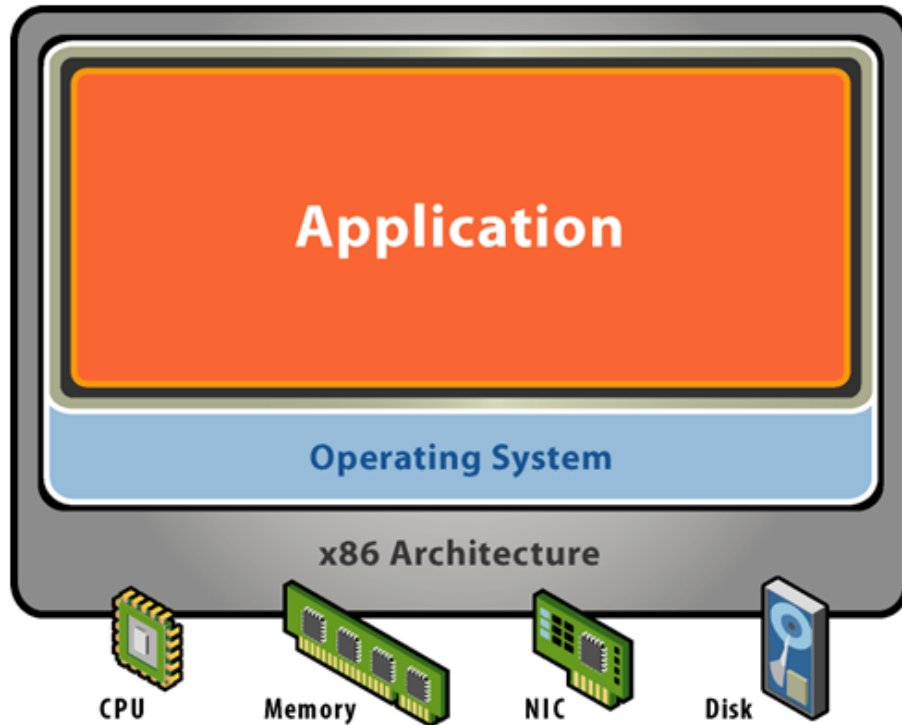 Application
Operating System
x86 Architecture
CPU
Memory
NIC
Disk